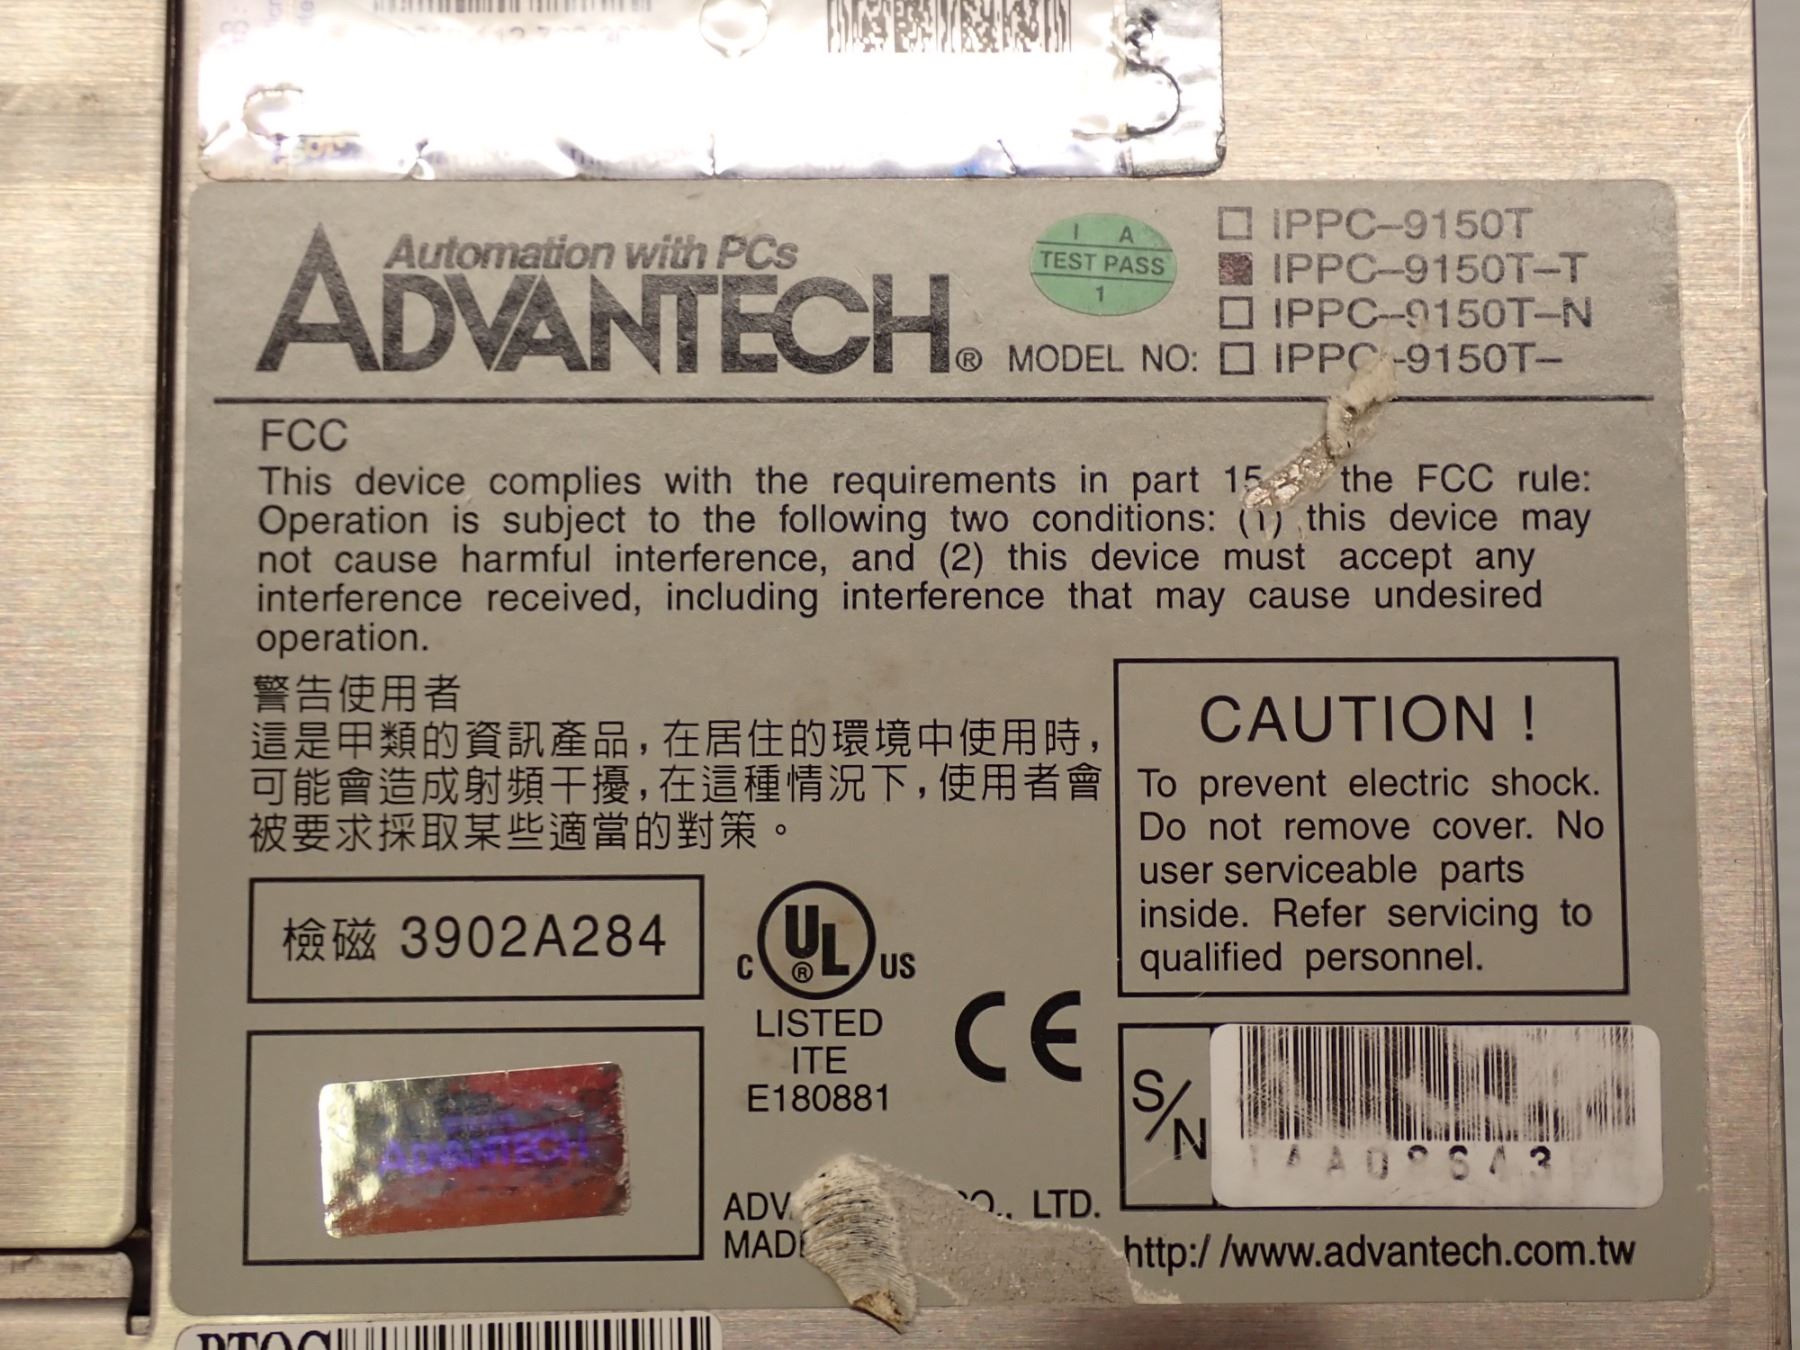 Automation with PCs
ADVANTECH®
I A
TEST PASS
1
MODEL NO:
IPPC-9150T
IPPC-9150T-T
IPPC-9150T-N
IPPC-9150T-
FCC
This device complies with the requirements in part 15 the FCC rule:
Operation is subject to the following two conditions: (1) this device may
not cause harmful interference, and (2) this device must accept any
interference received, including interference that may cause undesired
operation.
警告使用者
這是甲類的資訊產品，在居住的環境中使用時，
可能會造成射頻干擾，在這種情況下，使用者會
被要求採取某些適當的對策。
CAUTION !
To prevent electric shock.
Do not remove cover. No
user serviceable parts
inside. Refer servicing to
qualified personnel.
檢磁 3902A284
C UL® US
LISTED
ITE
E180881
CE
ADVANTECH
S/N
LTD.
http://www.advantech.com.tw